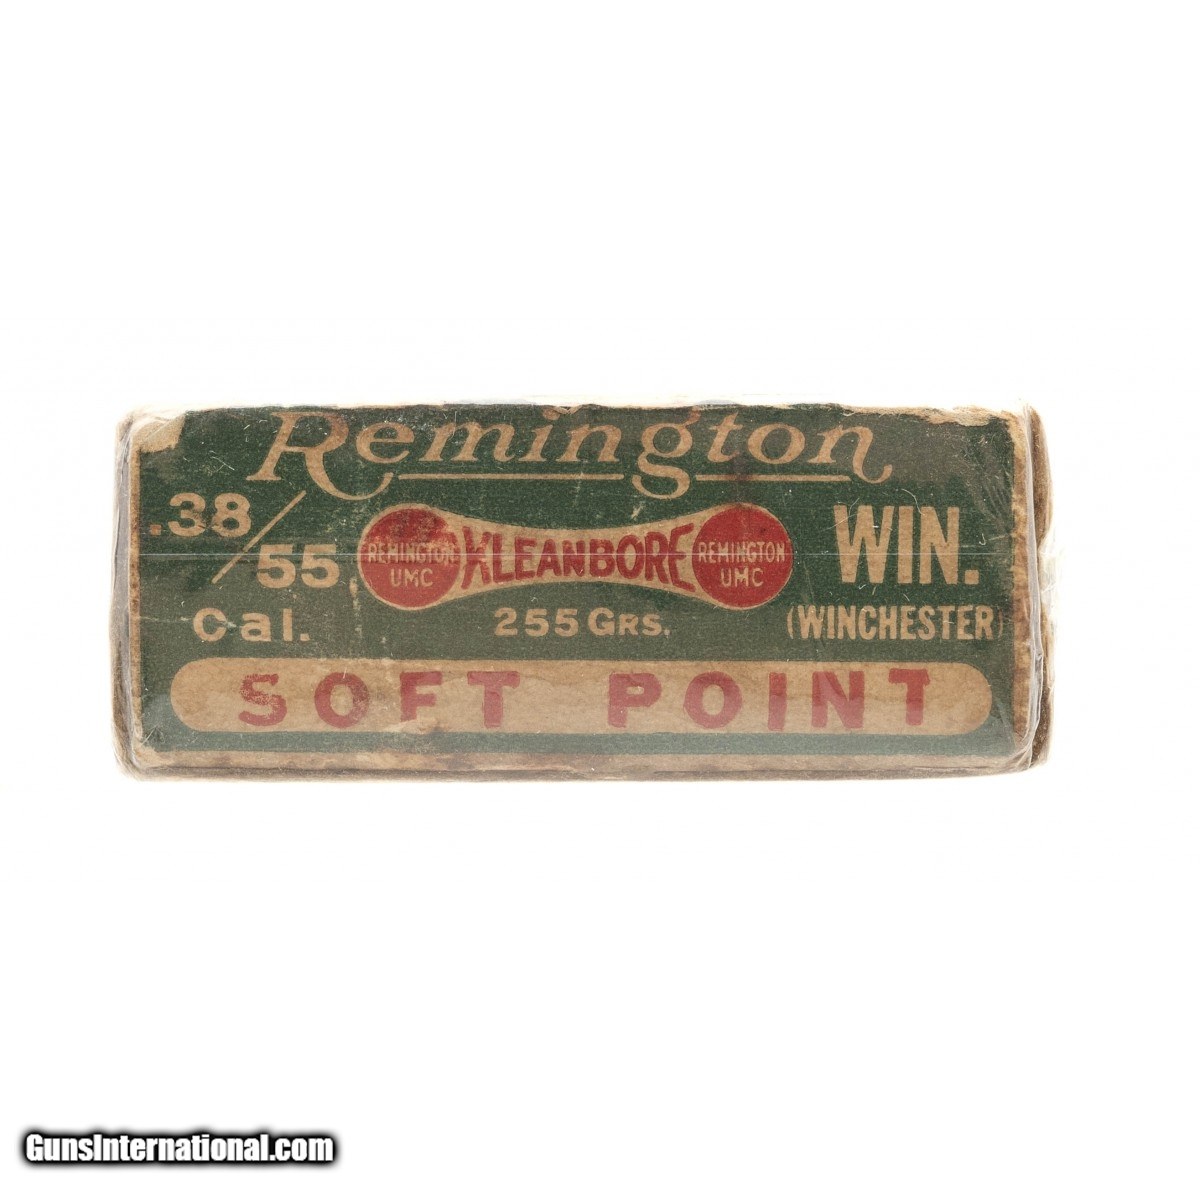 Remington
.38/55 Cal.
REMINGTON UMC
KLEANBORE
REMINGTON UMC
255 GRS.
WIN.
(WINCHESTER)
SOFT POINT
GunsInternational.com